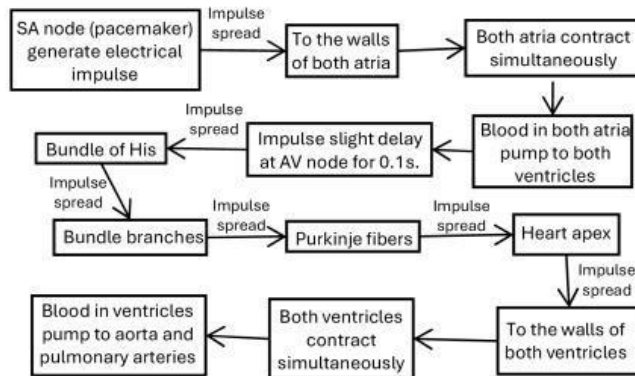 SA node (pacemaker)
generate electrical
impulse
Impulse
spread
To the walls
of both atria
Both atria contract
simultaneously
Blood in both atria
pump to both
ventricles
Impulse slight delay
at AV node for 0.1s.
Impulse
spread
Bundle of His
Impulse
spread
Bundle branches
Impulse
spread
Purkinje fibers
Impulse
spread
Heart apex
Impulse
spread
To the walls of
both ventricles
Both ventricles
contract
simultaneously
Blood in ventricles
pump to aorta and
pulmonary arteries